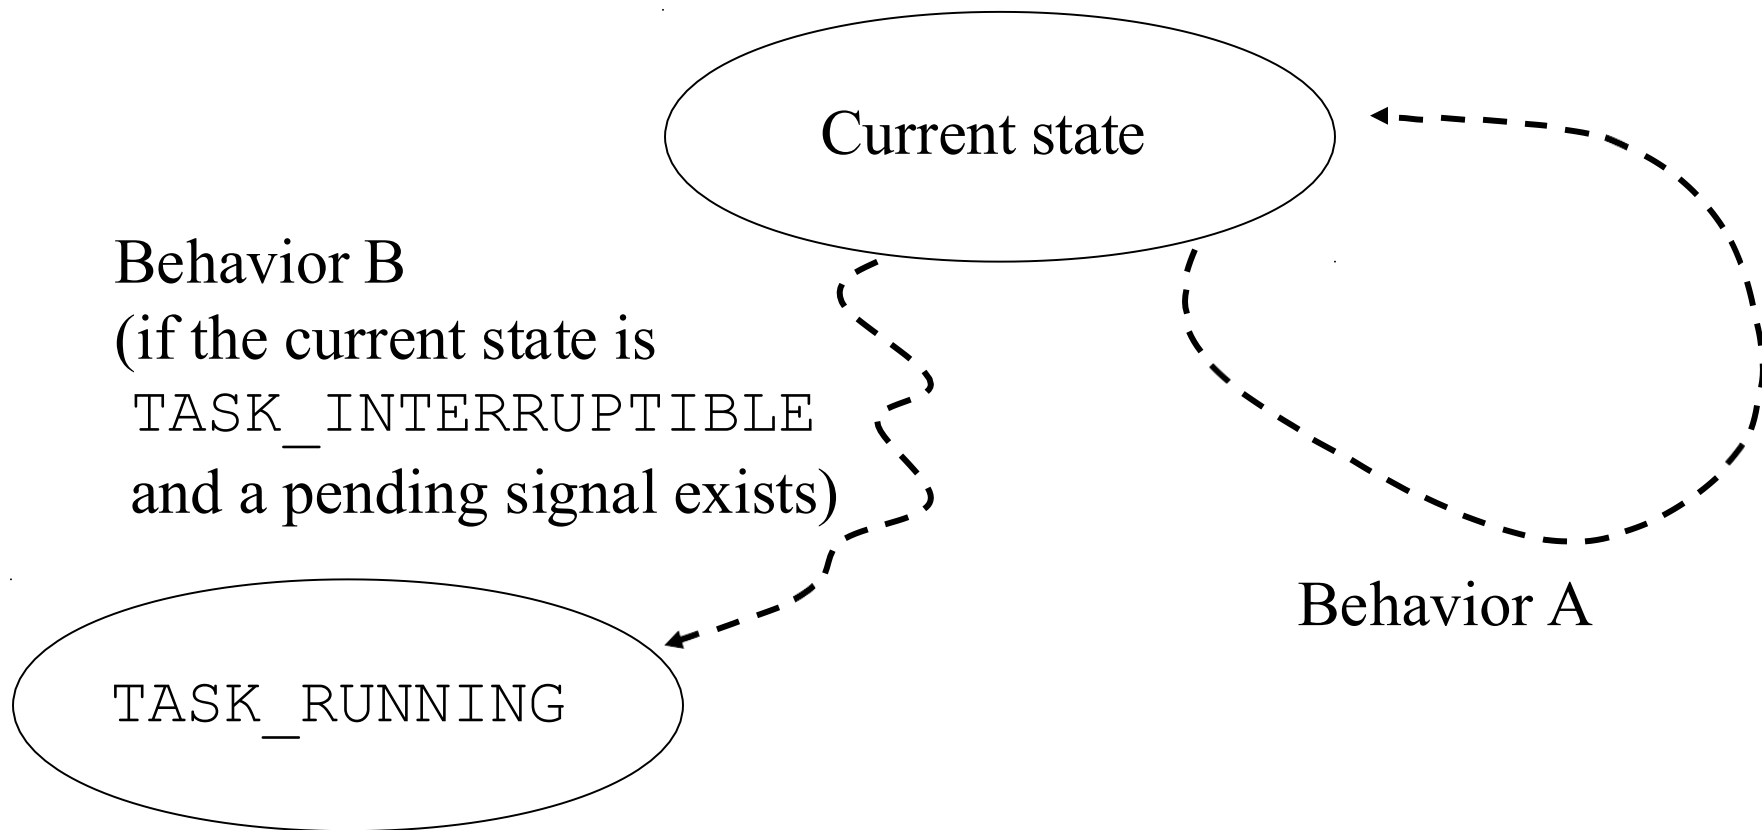 Current state
Behavior B
(if the current state is
TASK_INTERRUPTIBLE
and a pending signal exists)
Behavior A
TASK_RUNNING